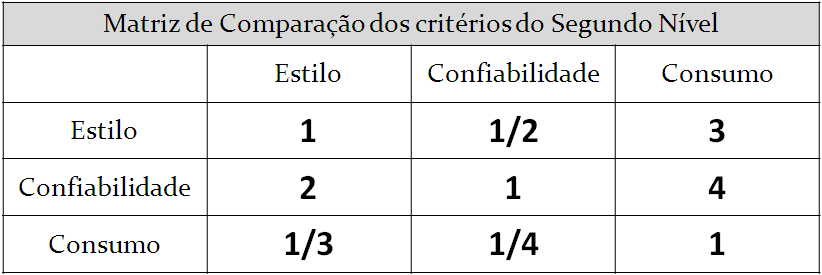 Matriz de Comparação dos critérios do Segundo Nível
Estilo Confiabilidade Consumo
Estilo 1 1/2 3
Confiabilidade 2 1 4
Consumo 1/3 1/4 1